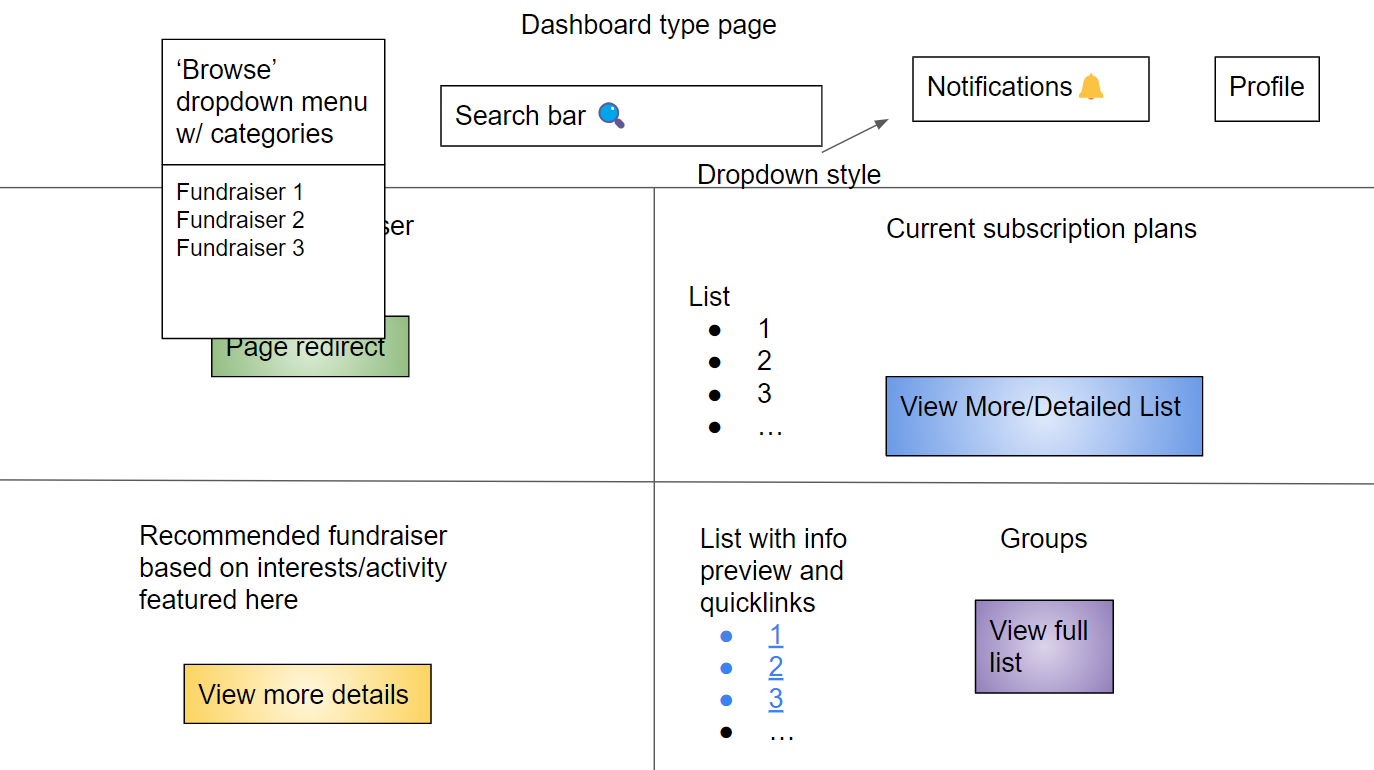 Dashboard type page
‘Browse’
dropdown menu
w/ categories
Search bar
Notifications
Profile
Dropdown style
Fundraiser 1
Fundraiser 2
Fundraiser 3
Page redirect
Current subscription plans
List
● 1
● 2
● 3
● …
View More/Detailed List
Recommended fundraiser
based on interests/activity
featured here
View more details
List with info
preview and
quicklinks
● 1
● 2
● 3
● …
Groups
View full
list